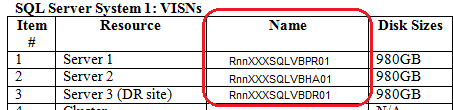 SQL Server System 1: VISNs
Item # Resource Name Disk Sizes
1 Server 1 RnnXXXSQLVBPR01 980GB
2 Server 2 RnnXXXSQLVBHA01 980GB
3 Server 3 (DR site) RnnXXXSQLVBDR01 980GB
4 Cluster N/A